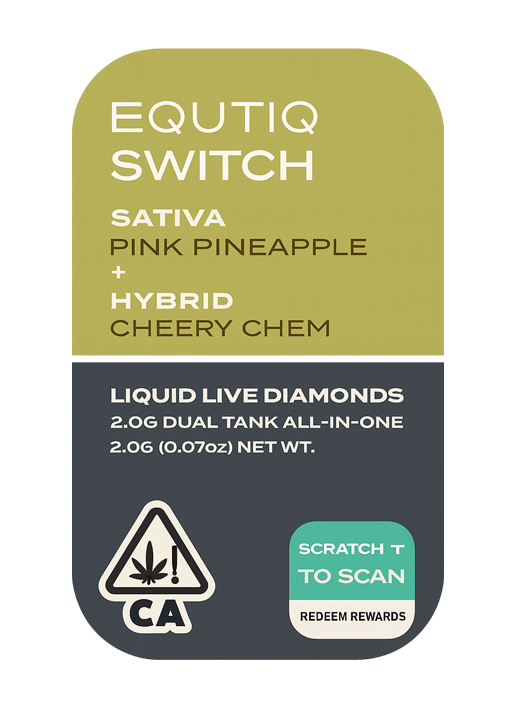 EQUTIQ
SWITCH
SATIVA
PINK PINEAPPLE
+
HYBRID
CHEERY CHEM
LIQUID LIVE DIAMONDS
2.0G DUAL TANK ALL-IN-ONE
2.0G (0.07oz) NET WT.
!
CA
SCRATCH T
TO SCAN
REDEEM REWARDS